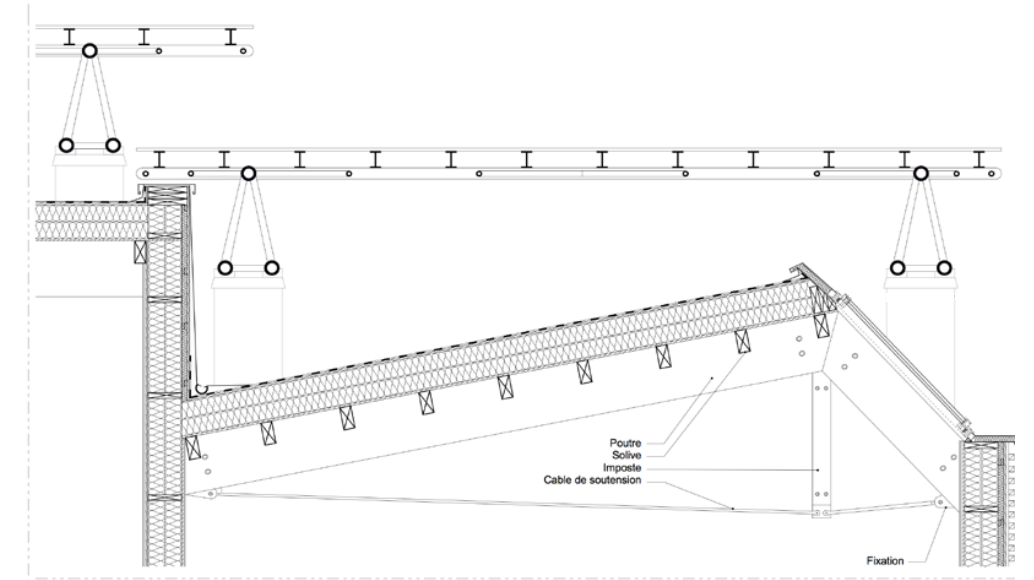 Poutre
Solive
Imposte
Cable de soutension
Fixation